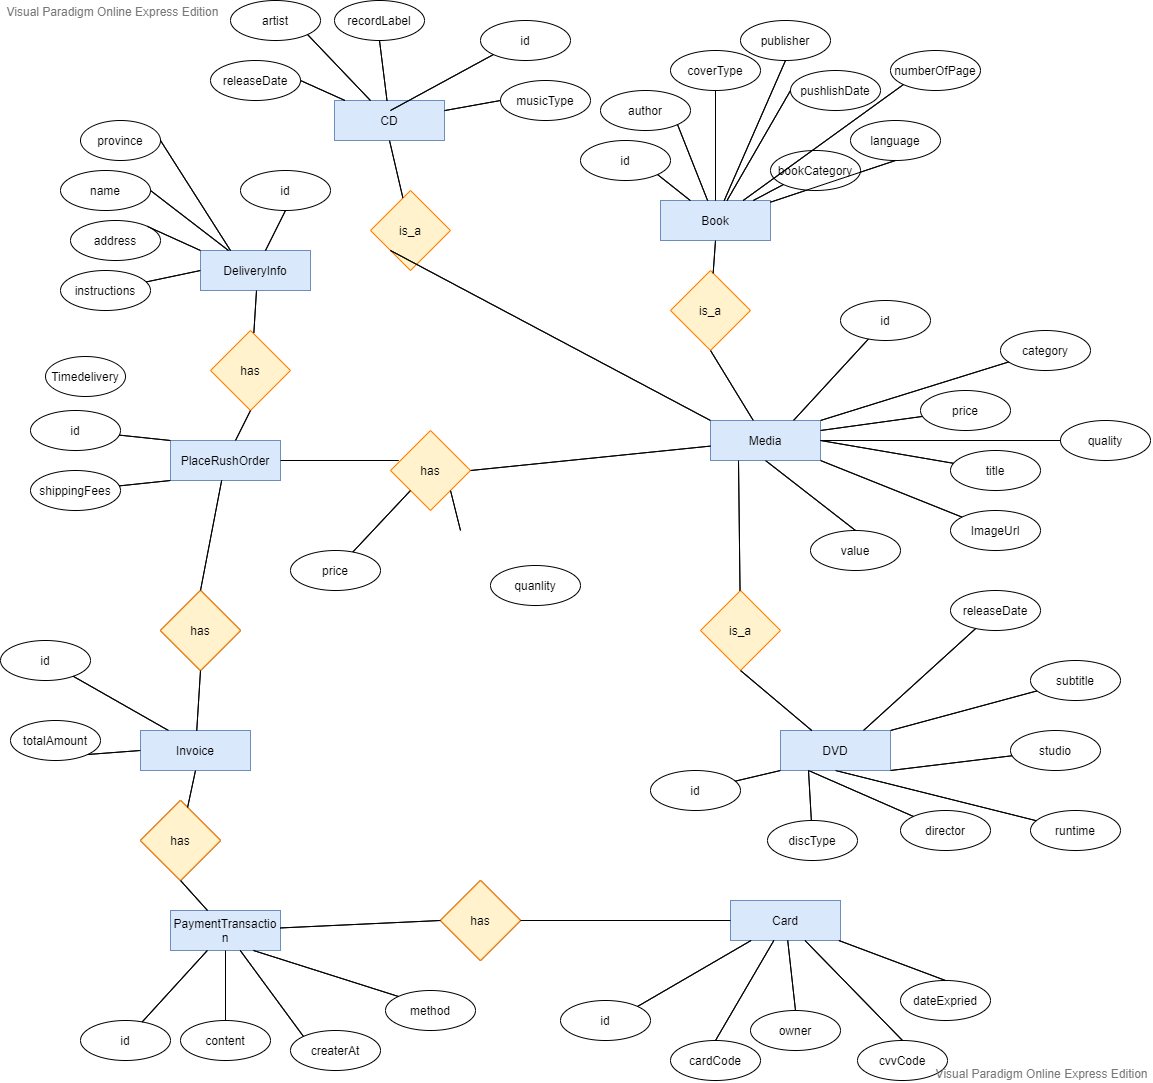 Visual Paradigm Online Express Edition
artist
recordLabel
id
releaseDate
musicType
CD
publisher
coverType
numberOfPage
pushlishDate
author
language
id
bookCategory
Book
province
name
id
address
instructions
DeliveryInfo
is_a
is_a
has
id
category
price
quality
title
ImageUrl
value
Media
Timedelivery
id
shippingFees
PlaceRushOrder
has
price
quanlity
has
is_a
releaseDate
subtitle
studio
runtime
director
discType
id
DVD
id
totalAmount
Invoice
has
PaymentTransactio
n
has
Card
id
content
createrAt
method
id
cardCode
owner
cvvCode
dateExpried
Visual Paradigm Online Express Edition